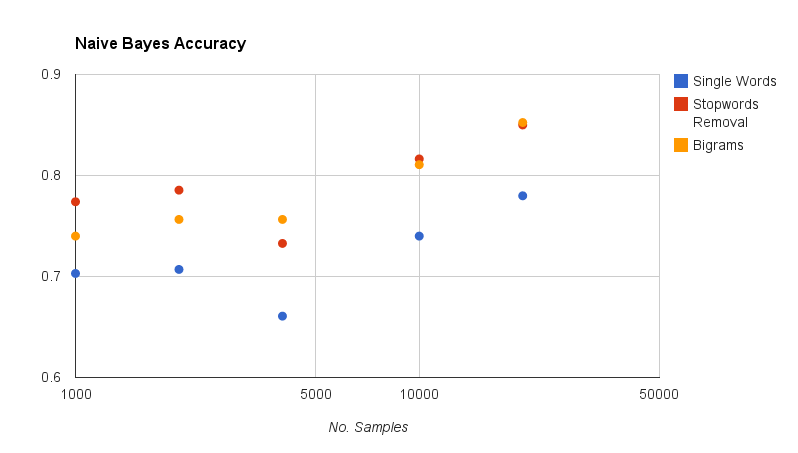 Naive Bayes Accuracy
0.9
0.8
0.7
0.6
1000
5000
10000
50000
No. Samples
Single Words
Stopwords
Removal
Bigrams